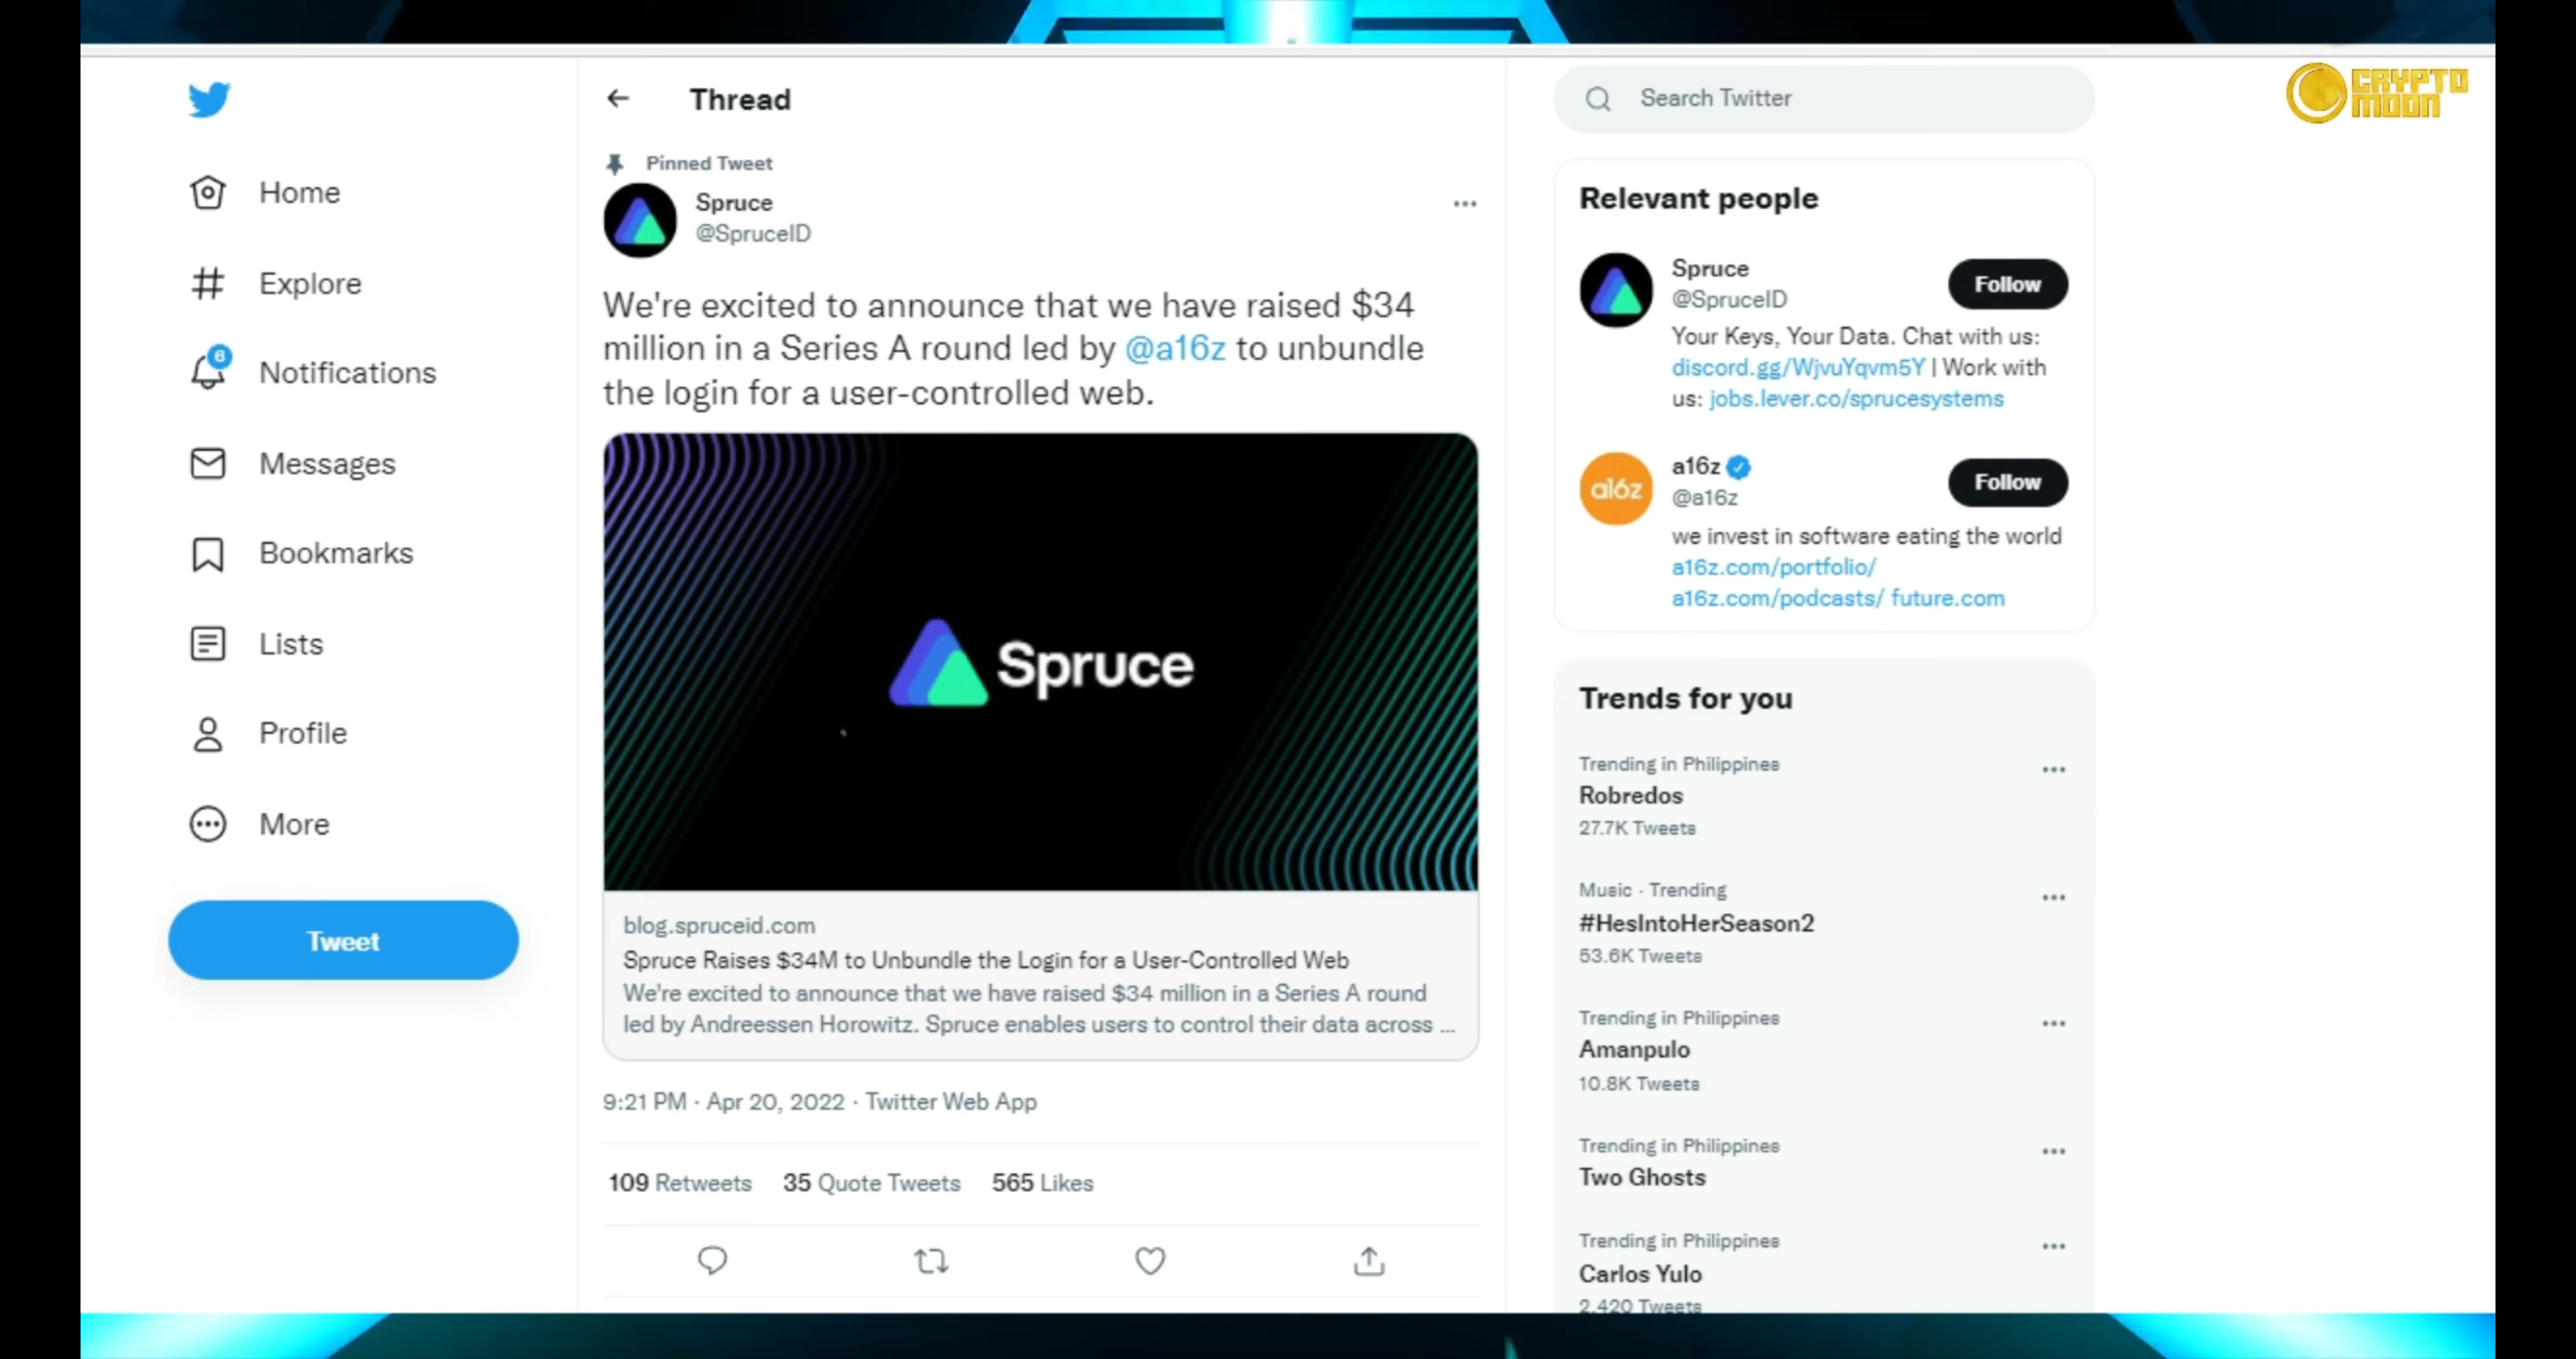 CRYPTO
MOON
Thread
Search Twitter
Pinned Tweet
Spruce
@SpruceID
We're excited to announce that we have raised $34
million in a Series A round led by @a16z to unbundle
the login for a user-controlled web.
Spruce
blog.spruceid.com
Spruce Raises $34M to Unbundle the Login for a User-Controlled Web
We're excited to announce that we have raised $34 million in a Series A round
led by Andreessen Horowitz. Spruce enables users to control their data across ...
9:21 PM · Apr 20, 2022 · Twitter Web App
109 Retweets 35 Quote Tweets 565 Likes
Home
Explore
6
Notifications
Messages
Bookmarks
Lists
Profile
More
Tweet
Relevant people
Spruce
@SpruceID
Follow
Your Keys, Your Data. Chat with us:
discord.gg/WjvuYqvm5Y | Work with
us: jobs.lever.co/sprucesystems
a16z
a16z
@a16z
Follow
we invest in software eating the world
a16z.com/portfolio/
a16z.com/podcasts/ future.com
Trends for you
Trending in Philippines
Robredos
27.7K Tweets
Music · Trending
#HesIntoHerSeason2
53.6K Tweets
Trending in Philippines
Amanpulo
10.8K Tweets
Trending in Philippines
Two Ghosts
Trending in Philippines
Carlos Yulo
2,420 Tweets